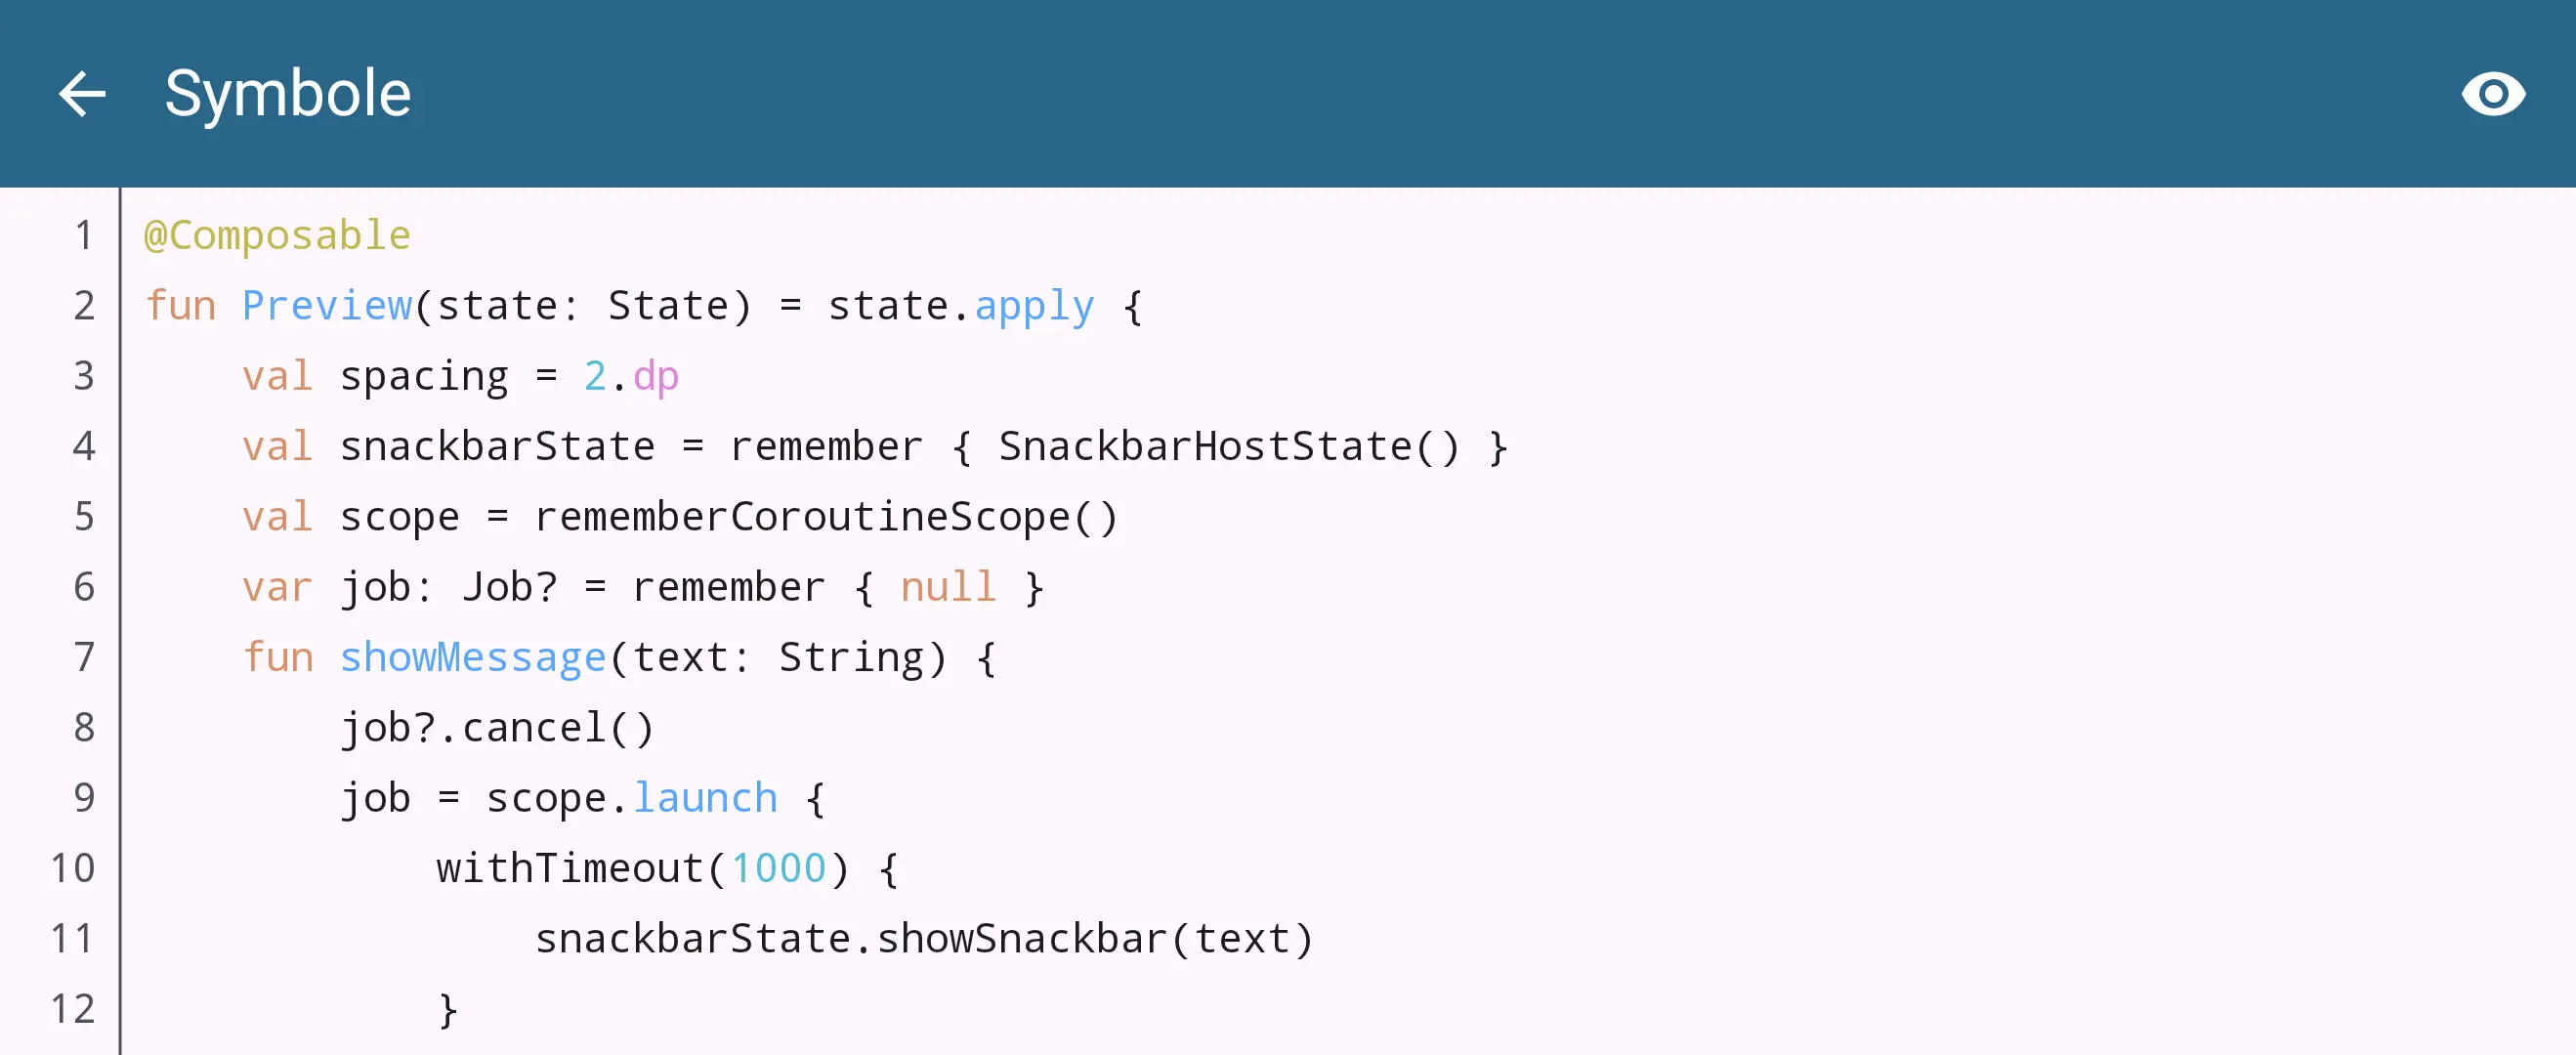 Symbole
1 @Composable
2 fun Preview(state: State) = state.apply {
3     val spacing = 2.dp
4     val snackbarState = remember { SnackbarHostState() }
5     val scope = rememberCoroutineScope()
6     var job: Job? = remember { null }
7     fun showMessage(text: String) {
8         job?.cancel()
9         job = scope.launch {
10             withTimeout(1000) {
11                 snackbarState.showSnackbar(text)
12             }